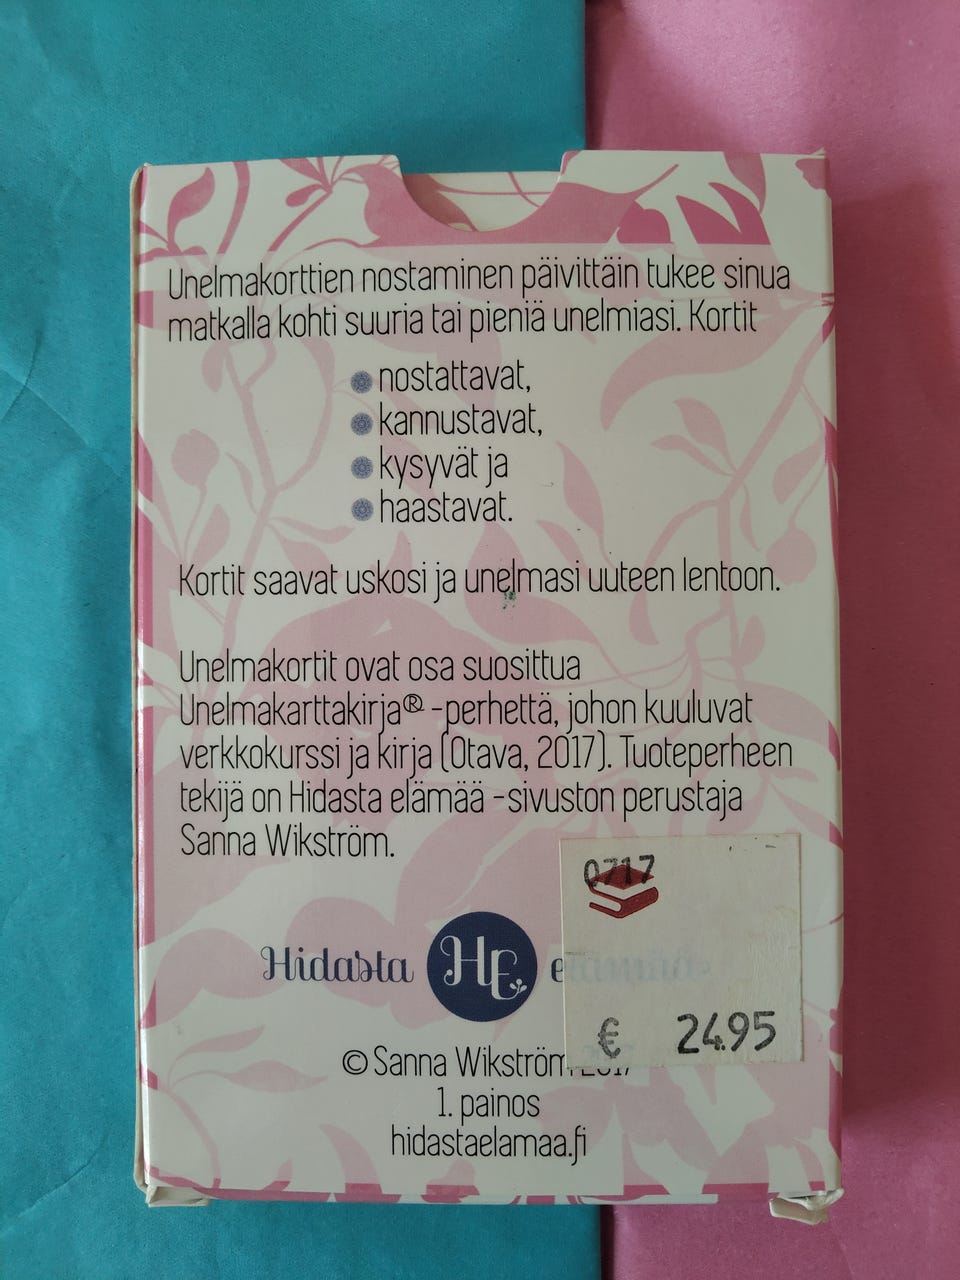 Unelmakorttien nostaminen päivittäin tukee sinua
matkalla kohti suuria tai pieniä unelmiasi. Kortit
nostattavat,
kannustavat,
kysyvät ja
haastavat.
Kortit saavat uskosi ja unelmasi uuteen lentoon.
Unelmakortit ovat osa suosittua
Unelmakarttakirja® -perhettä, johon kuuluvat
verkkokurssi ja kirja (Otava, 2017). Tuoteperheen
tekijä on Hidasta elämää -sivuston perustaja
Sanna Wikström.
0717
Hidasta HE
€ 24.95
© Sanna Wikström 2017
1. painos
hidastaelamaa.fi